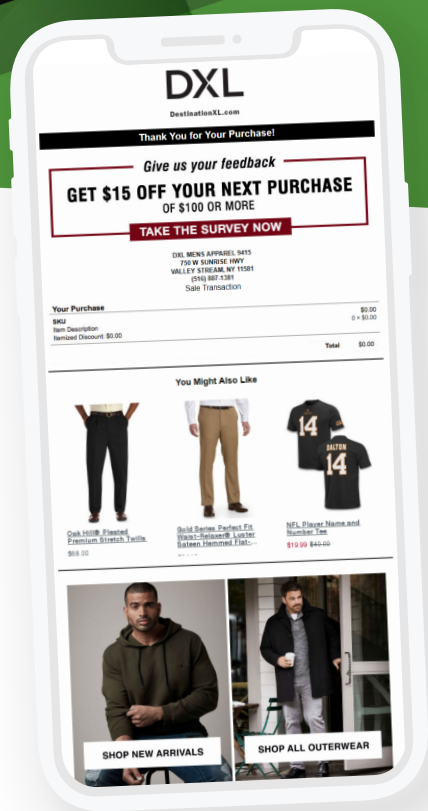 DXL
DestinationXL.com
Thank You for Your Purchase!
Give us your feedback
GET $15 OFF YOUR NEXT PURCHASE
OF $100 OR MORE
TAKE THE SURVEY NOW
DXL MENS APPAREL 9415
750 W SUNRISE HWY
VALLEY STREAM, NY 11581
(516) 887-1381
Sale Transaction
Your Purchase
SKU $0.00
Item Description 0 × $0.00
Itemized Discount: $0.00
Total $0.00
You Might Also Like
Oak Hill® Pleated
Premium Stretch Twills
$68.00
Gold Series Perfect Fit
Waist-Relaxer® Luster
Sateen Hemmed Flat-...
14
DALTON
14
NFL Player Name and
Number Tee
$19.99 $40.00
SHOP NEW ARRIVALS
SHOP ALL OUTERWEAR